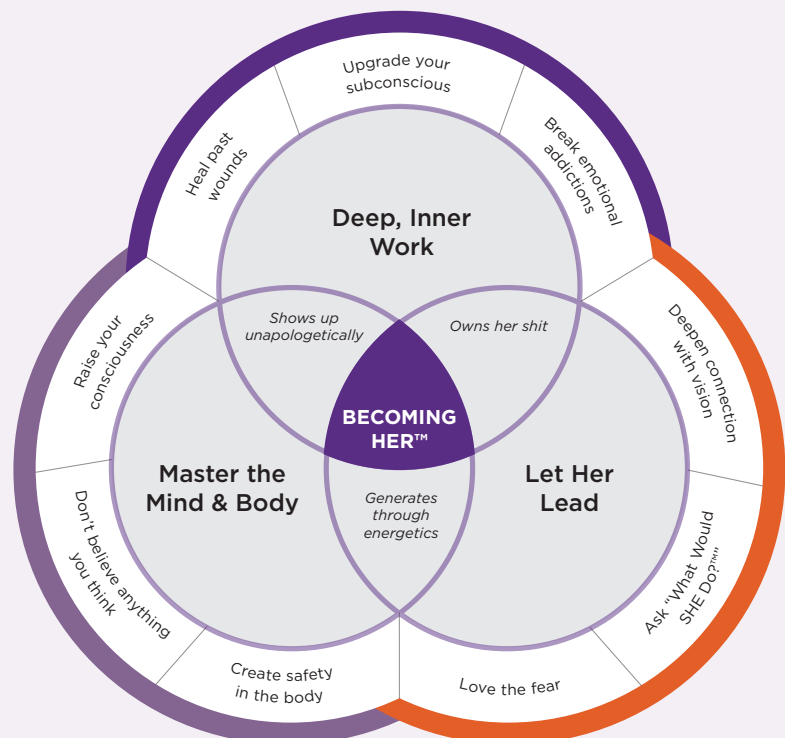 Upgrade your
subconscious
Heal past
wounds
Break emotional
addictions
Deep, Inner
Work
Shows up
unapologetically
Owns her shit
Raise your
consciousness
Deepen connection
with vision
BECOMING
HER™
Master the
Mind & Body
Let Her
Lead
Generates
through
energetics
Don't believe anything
you think
Ask “What Would
SHE Do?™”
Create safety
in the body
Love the fear